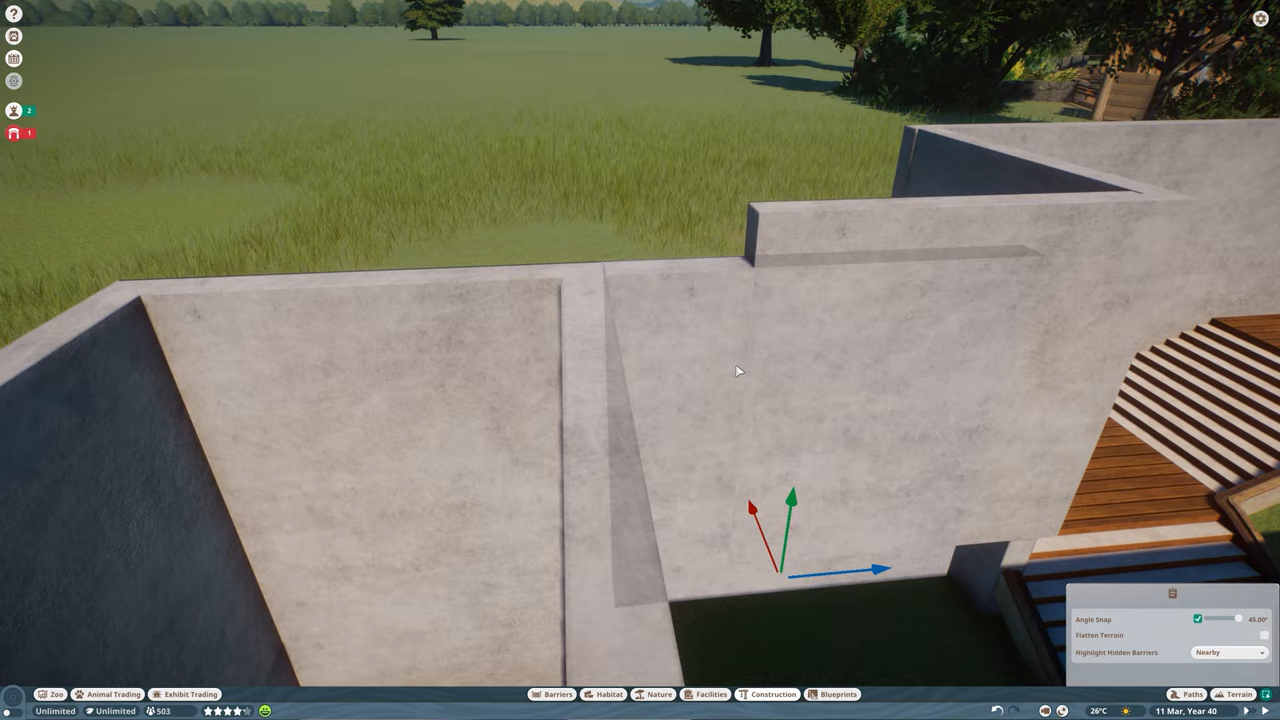 ?
2
1
Angle Snap 45.00°
Flatten Terrain
Highlight Hidden Barriers Nearby
Zoo Animal Trading Exhibit Trading Barriers Habitat Nature Facilities Construction Blueprints Paths Terrain
Unlimited Unlimited 503 26°C 11 Mar, Year 40